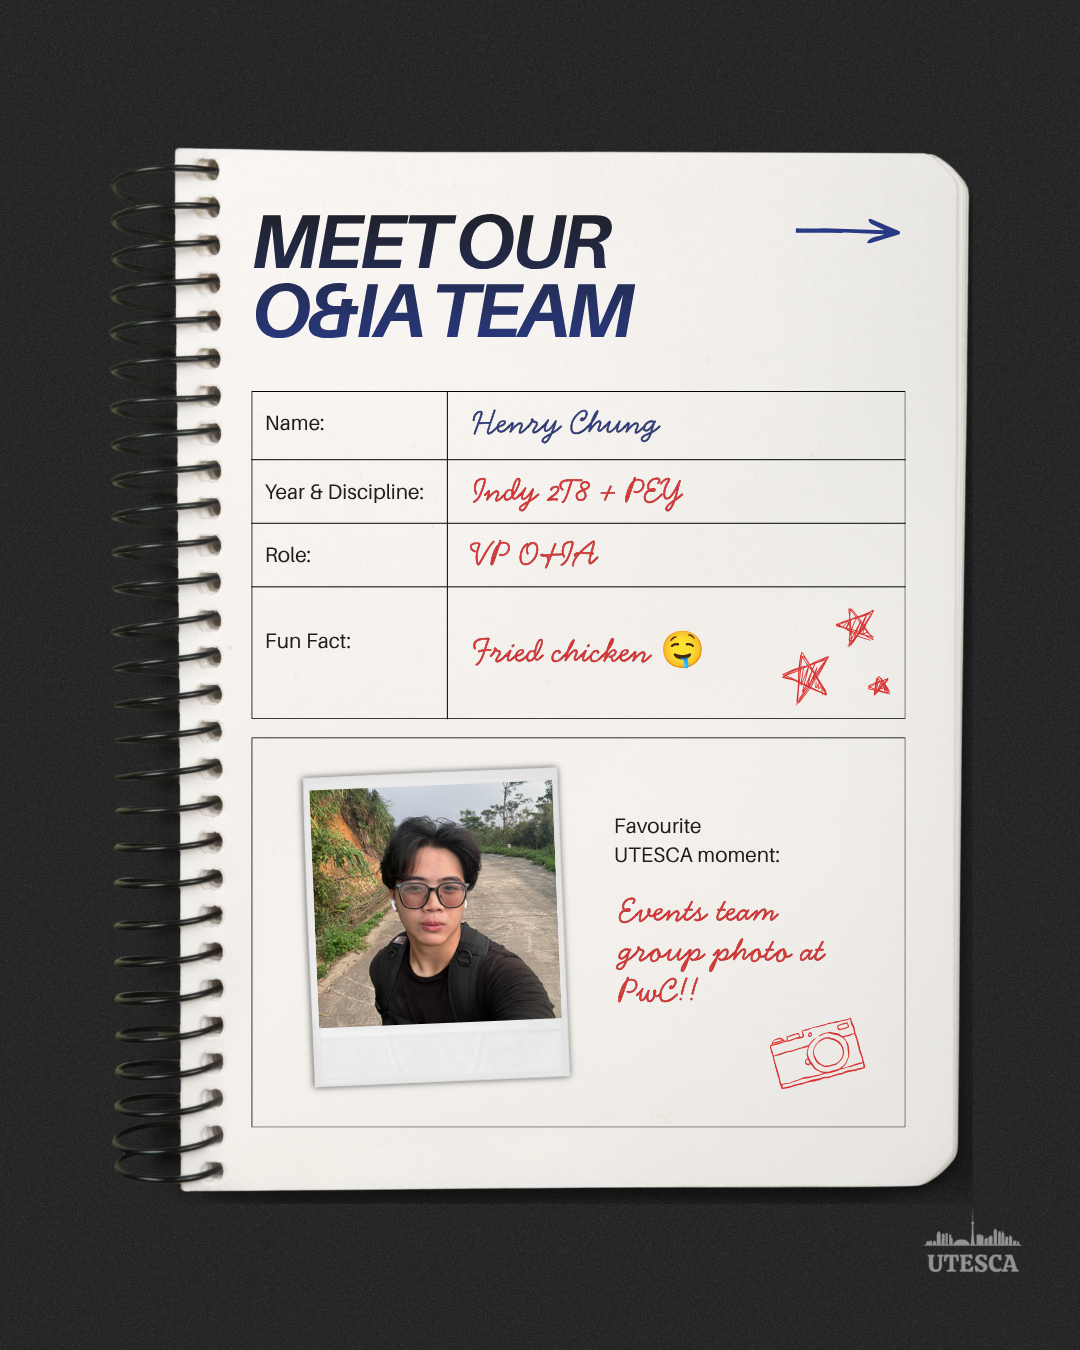 MEET OUR
O&IA TEAM
Name:
Henry Chung
Year & Discipline:
Indy 2T8 + PEY
Role:
VP O+IA
Fun Fact:
Fried chicken 🤤
Favourite
UTESCA moment:
Events team
group photo at
PwC!!
UTESCA